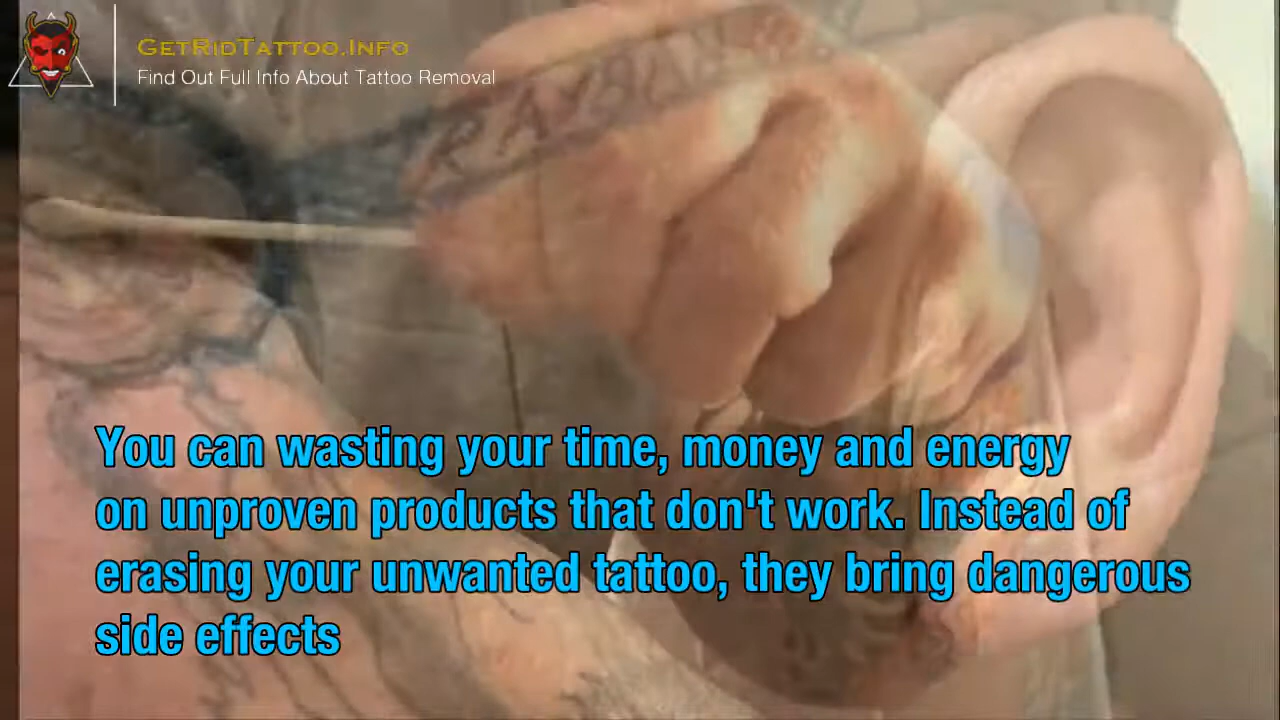 GetRidTattoo.Info
Find Out Full Info About Tattoo Removal
You can wasting your time, money and energy
on unproven products that don't work. Instead of
erasing your unwanted tattoo, they bring dangerous
side effects